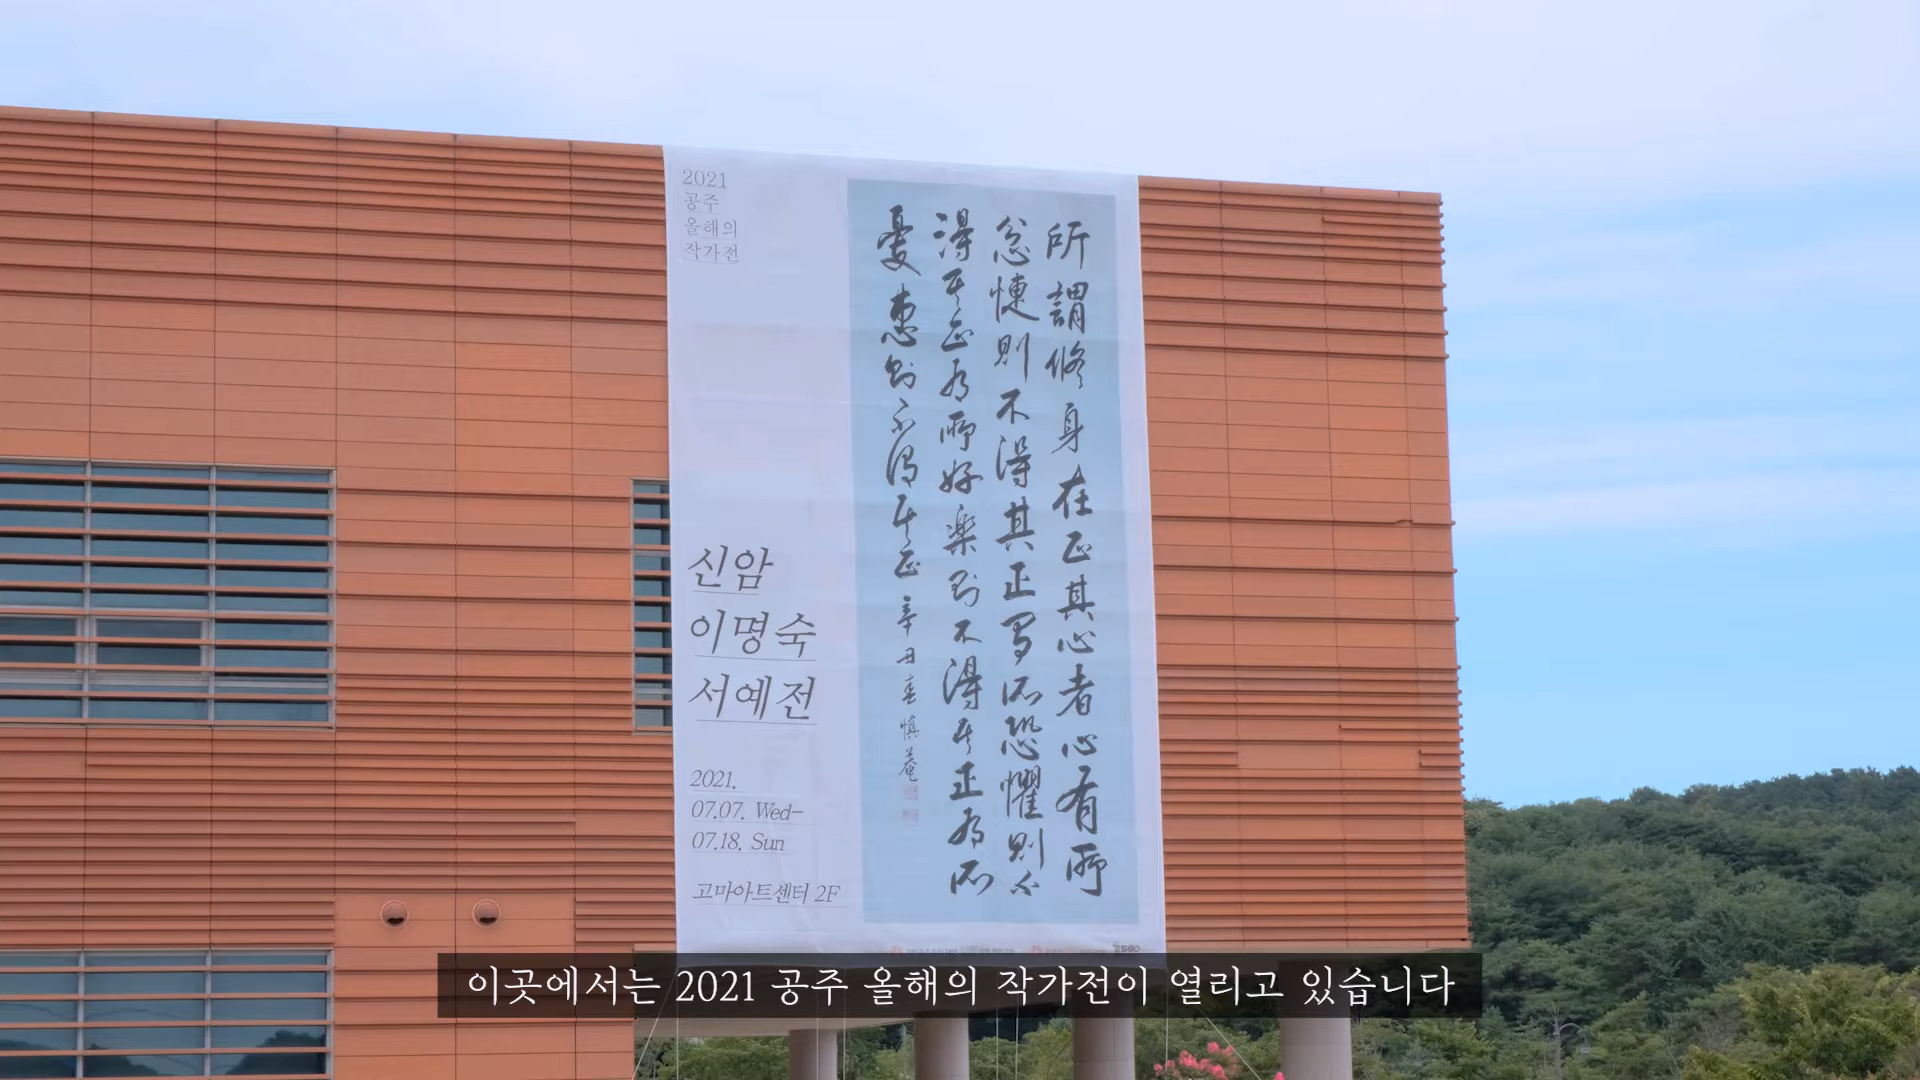 2021
공주
올해의
작가전
신암
이명숙
서예전
2021.
07.07. Wed-
07.18. Sun
고마아트센터 2F
所謂修身在正其心者心有所
忿懥則不得其正有所恐懼則不
得其正有所好楽則不得其正有所
憂患則不得其正 辛丑春 慎菴
이곳에서는 2021 공주 올해의 작가전이 열리고 있습니다